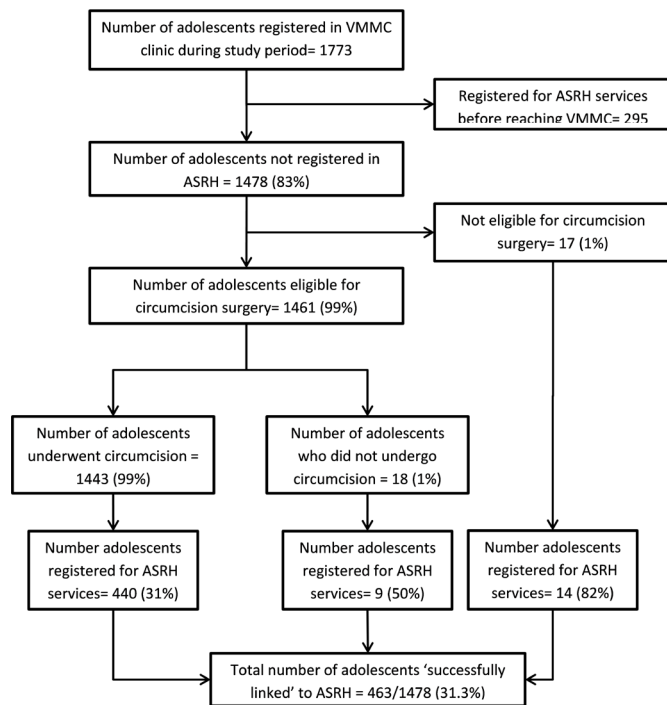 Number of adolescents registered in VMMC
clinic during study period= 1773
Registered for ASRH services
before reaching VMMC= 295
Number of adolescents not registered in
ASRH = 1478 (83%)
Not eligible for circumcision
surgery= 17 (1%)
Number of adolescents eligible for
circumcision surgery= 1461 (99%)
Number of adolescents
underwent circumcision =
1443 (99%)
Number of adolescents
who did not undergo
circumcision = 18 (1%)
Number adolescents
registered for ASRH
services= 440 (31%)
Number adolescents
registered for ASRH
services= 9 (50%)
Number adolescents
registered for ASRH
services= 14 (82%)
Total number of adolescents ‘successfully
linked’ to ASRH = 463/1478 (31.3%)